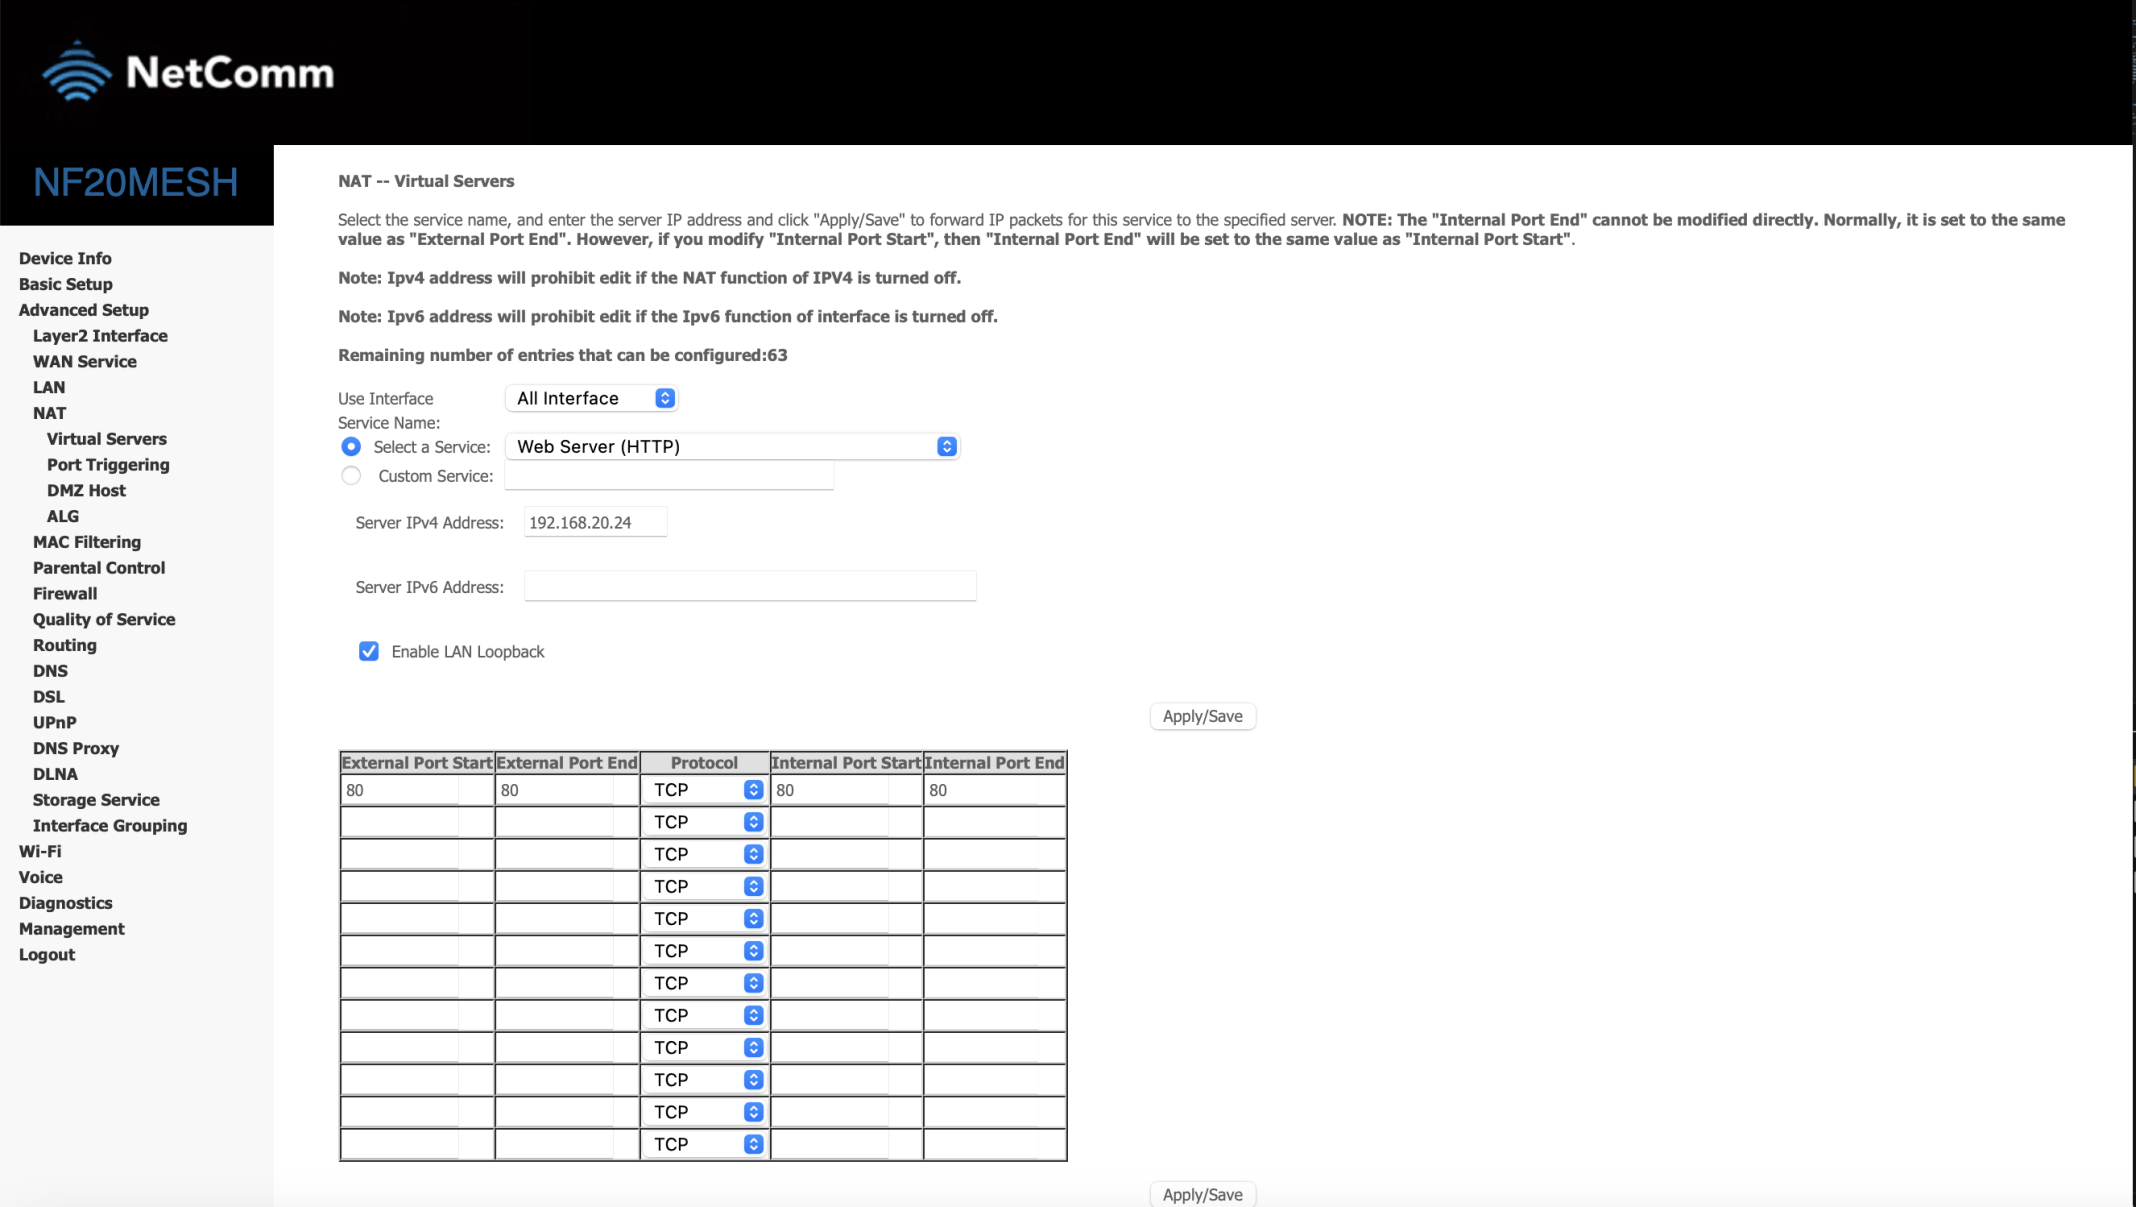 NetComm
NF20MESH
Device Info
Basic Setup
Advanced Setup
Layer2 Interface
WAN Service
LAN
NAT
Virtual Servers
Port Triggering
DMZ Host
ALG
MAC Filtering
Parental Control
Firewall
Quality of Service
Routing
DNS
DSL
UPnP
DNS Proxy
DLNA
Storage Service
Interface Grouping
Wi-Fi
Voice
Diagnostics
Management
Logout
NAT -- Virtual Servers
Select the service name, and enter the server IP address and click "Apply/Save" to forward IP packets for this service to the specified server. NOTE: The "Internal Port End" cannot be modified directly. Normally, it is set to the same
value as "External Port End". However, if you modify "Internal Port Start", then "Internal Port End" will be set to the same value as "Internal Port Start".
Note: Ipv4 address will prohibit edit if the NAT function of IPV4 is turned off.
Note: Ipv6 address will prohibit edit if the Ipv6 function of interface is turned off.
Remaining number of entries that can be configured:63
Use Interface All Interface
Service Name:
Select a Service: Web Server (HTTP)
Custom Service:
Server IPv4 Address: 192.168.20.24
Server IPv6 Address:
Enable LAN Loopback
Apply/Save
External Port Start External Port End Protocol Internal Port Start Internal Port End
80 80 TCP 80 80
TCP
TCP
TCP
TCP
TCP
TCP
TCP
TCP
TCP
TCP
TCP
Apply/Save